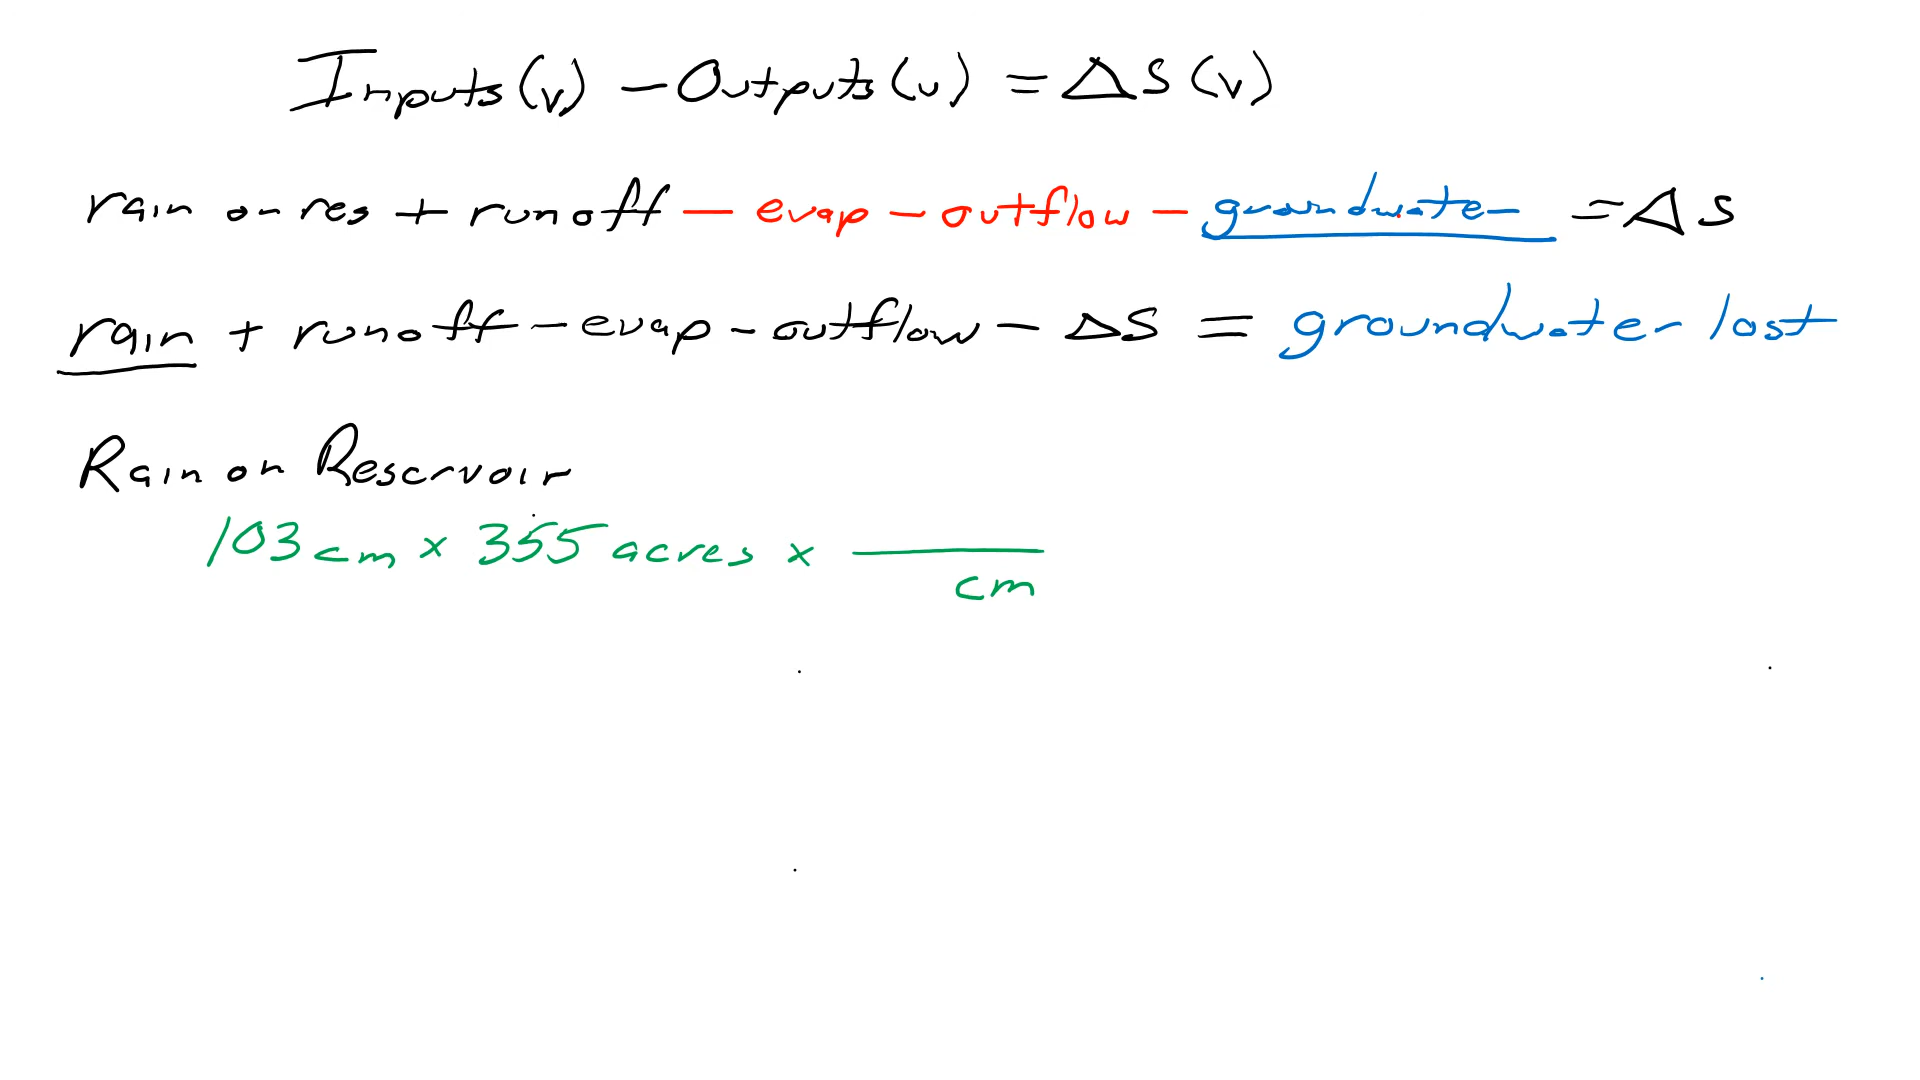 Inputs (v) - Outputs (v) = ΔS (v)
rain on res + runoff - evap - outflow - groundwater = ΔS
rain + runoff - evap - outflow - ΔS = groundwater lost
Rain on Reservoir
103 cm x 355 acres x ____
cm